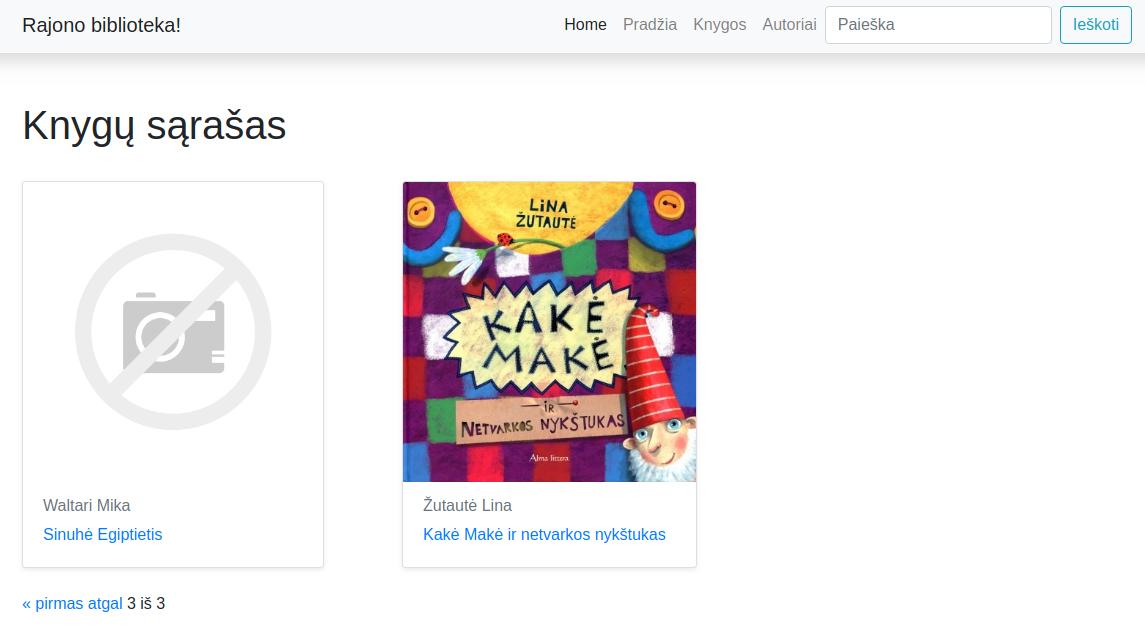 Rajono biblioteka!
Home Pradžia Knygos Autoriai Paieška Ieškoti
Knygų sąrašas
LINA
ŽUTAUTĖ
KAKĖ
MAKĖ
IR
NETVARKOS NYKŠTUKAS
Alma littera
Waltari Mika
Sinuhė Egiptietis
Žutautė Lina
Kakė Makė ir netvarkos nykštukas
« pirmas atgal 3 iš 3